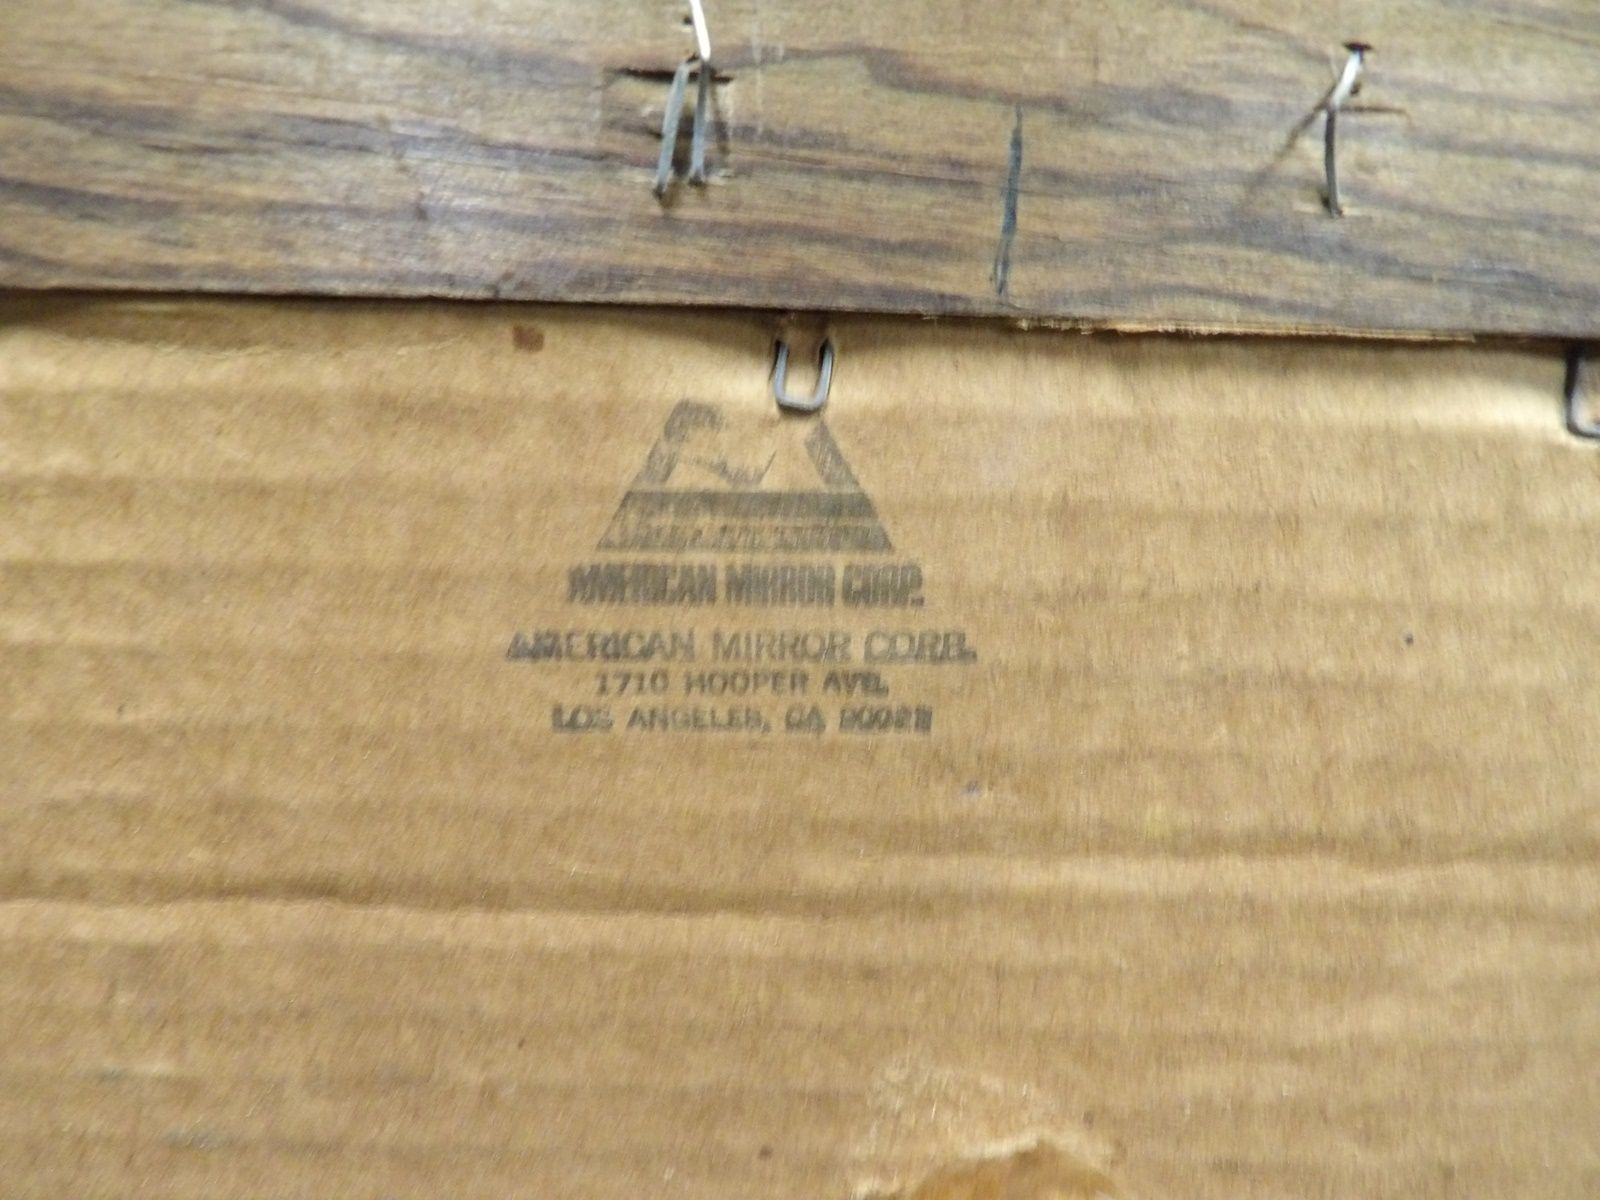 AMERICAN MIRROR CORP.
AMERICAN MIRROR CORP.
1710 HOOPER AVE.
LOS ANGELES, CA